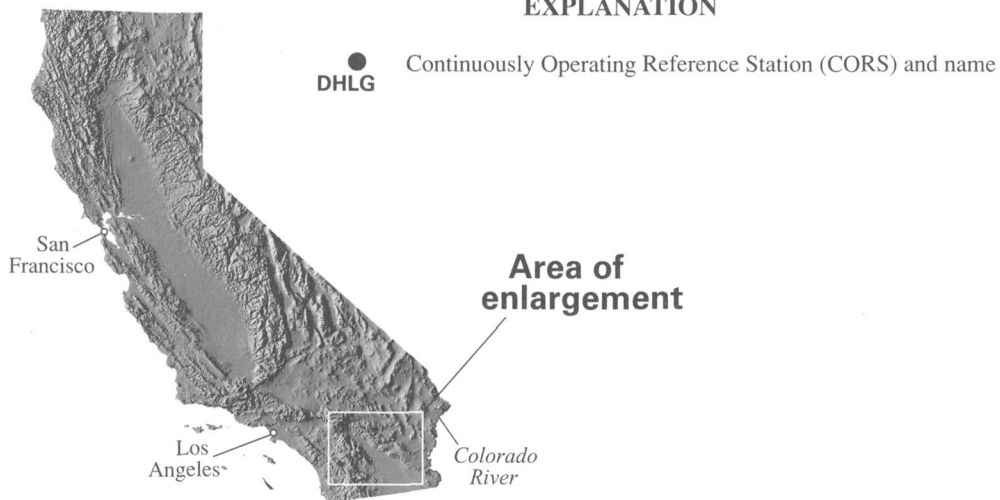 EXPLANATION
DHLG
Continuously Operating Reference Station (CORS) and name
San
Francisco
Area of
enlargement
Los
Angeles
Colorado
River